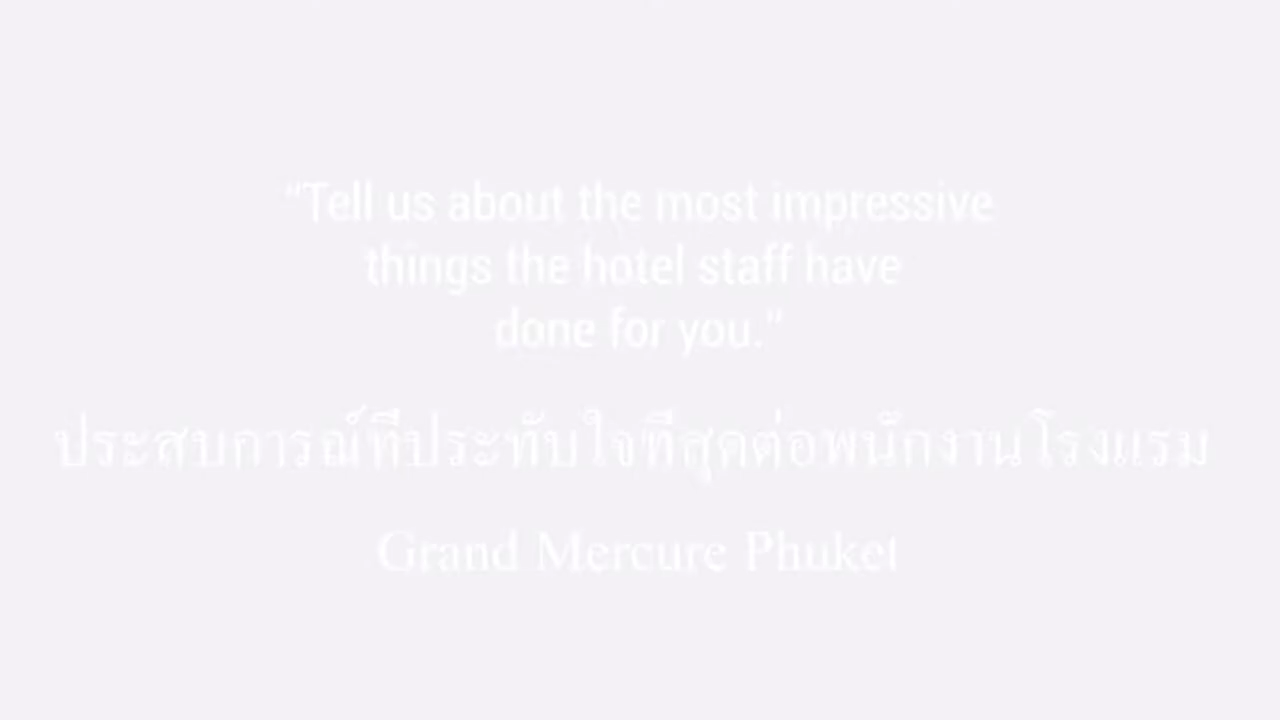 "Tell us about the most impressive
things the hotel staff have
done for you."
ประสบการณ์ที่ประทับใจที่สุดต่อพนักงานโรงแรม
Grand Mercure Phuket